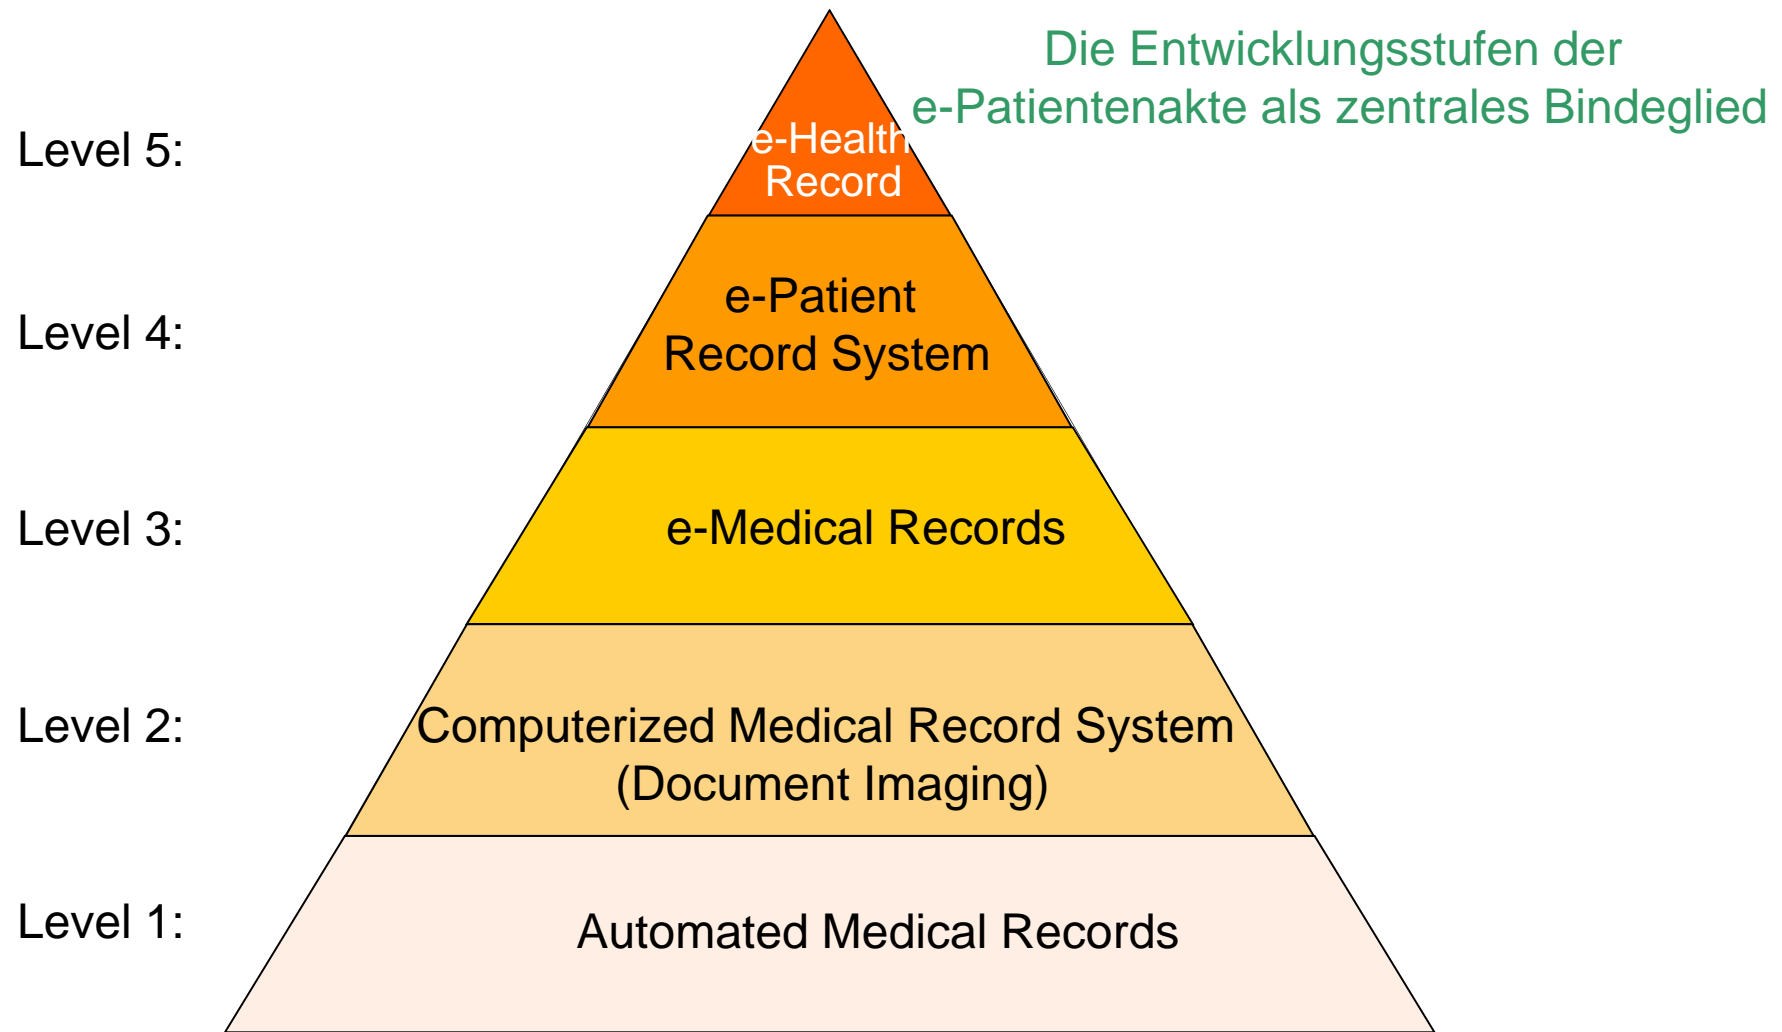 Die Entwicklungsstufen der
e-Patientenakte als zentrales Bindeglied
Level 5:
e-Health
Record
Level 4:
e-Patient
Record System
Level 3:
e-Medical Records
Level 2:
Computerized Medical Record System
(Document Imaging)
Level 1:
Automated Medical Records